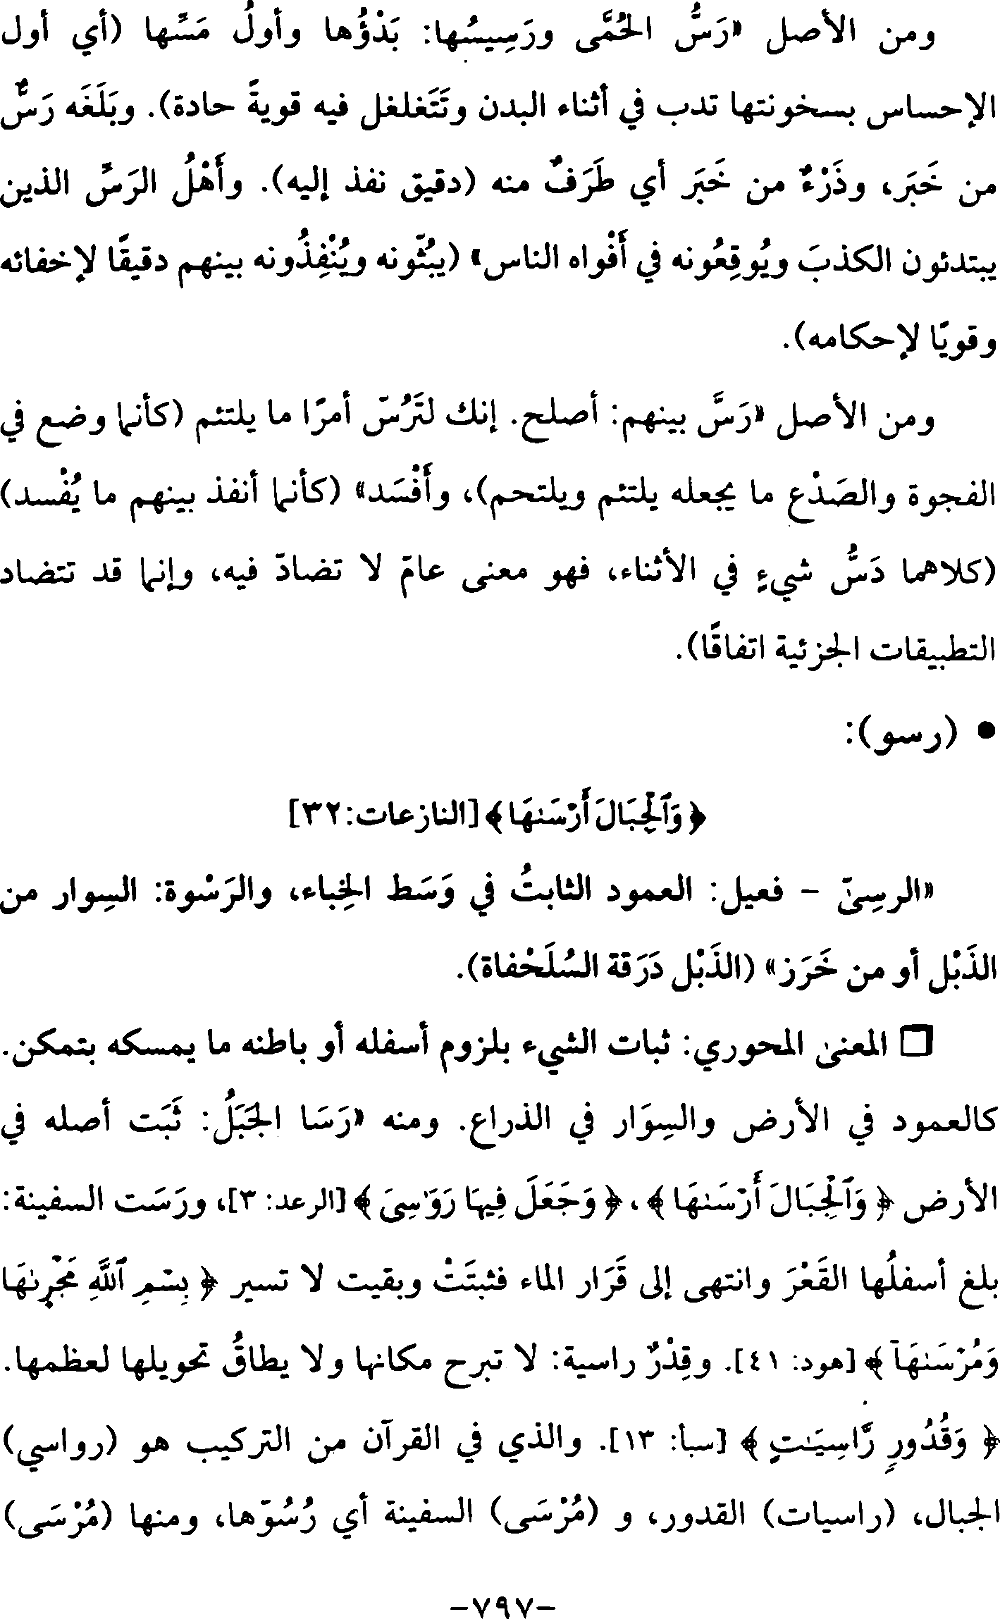 ومن الأصل «رَسُّ الحُمَّى ورَسِيسُها: بَدْؤُها وأولُ مَسِّها (أي أول
الإحساس بسخونتها تدب في أثناء البدن وتَتَغلغل فيه قويةً حادة). وبَلَغَه رَسٌّ
من خَبَر، وذَرْءٌ من خَبَر أي طَرَفٌ منه (دقيق نفذ إليه). وأَهْلُ الرَسِّ الذين
يبتدئون الكذبَ ويُوقِعُونه في أَفْواه الناس» (يبُثّونه ويُنْفِذُونه بينهم دقيقًا لإخفائه
وقويًا لإحكامه).
ومن الأصل «رَسَّ بينهم: أصلح. إنك لتَرُسّ أمرًا ما يلتئم (كأنما وضع في
الفجوة والصَدْع ما يجعله يلتئم ويلتحم)، وأَفْسَد» (كأنما أنفذ بينهم ما يُفْسد)
(كلاهما دَسُّ شيءٍ في الأثناء، فهو معنى عامّ لا تضادّ فيه، وإنما قد تتضاد
التطبيقات الجزئية اتفاقًا).
• (رسو):
﴿وَٱلْجِبَالَ أَرْسَىٰهَا﴾ [النازعات:٣٢]
«الرسِىّ - فعيل: العمود الثابتُ في وَسَط الخِباء، والرَسْوة: السِوار من
الذَبْل أو من خَرَز» (الذَبْل دَرَقة السُلَحْفاة).
❒ المعنى المحوري: ثبات الشيء بلزوم أسفله أو باطنه ما يمسكه بتمكن.
كالعمود في الأرض والسِوَار في الذراع. ومنه «رَسَا الجَبَلُ: ثَبَت أصله في
الأرض ﴿وَٱلْجِبَالَ أَرْسَىٰهَا﴾، ﴿وَجَعَلَ فِيهَا رَوَٰسِىَ﴾ [الرعد: ٣]، ورَسَت السفينة:
بلغ أسفلُها القَعْرَ وانتهى إلى قَرَار الماء فثبتَتْ وبقيت لا تسير ﴿بِسْمِ ٱللَّهِ مَجْرٜىٰهَا
وَمُرْسَىٰهَآ﴾ [هود: ٤١]. وقِدْرٌ راسية: لا تبرح مكانها ولا يطاقُ تحويلها لعظمها.
﴿وَقُدُورٍ رَّاسِيَـٰتٍ﴾ [سبأ: ١٣]. والذي في القرآن من التركيب هو (رواسي)
الجبال، (راسيات) القدور، و (مُرْسَى) السفينة أي رُسُوّها، ومنها (مُرْسَى)
-٧٩٧-